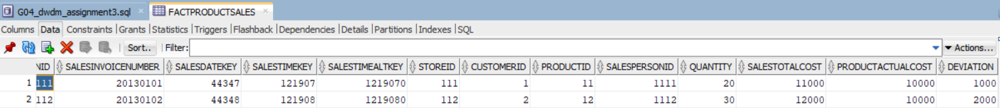 G04_dwdm_assignment3.sql × FACTPRODUCTSALES ×
Columns Data Constraints | Grants | Statistics | Triggers | Flashback | Dependencies | Details | Partitions | Indexes | SQL
Sort.. Filter: Actions...
NID SALESINVOICENUMBER SALESDATEKEY SALESTIMEKEY SALESTIMEALTKEY STOREID CUSTOMERID PRODUCTID SALESPERSONID QUANTITY SALESTOTALCOST PRODUCTACTUALCOST DEVIATION
1 111 20130101 44347 121907 1219070 111 1 11 1111 20 11000 10000 1000
2 112 20130102 44348 121908 1219080 112 2 12 1112 30 12000 10000 2000